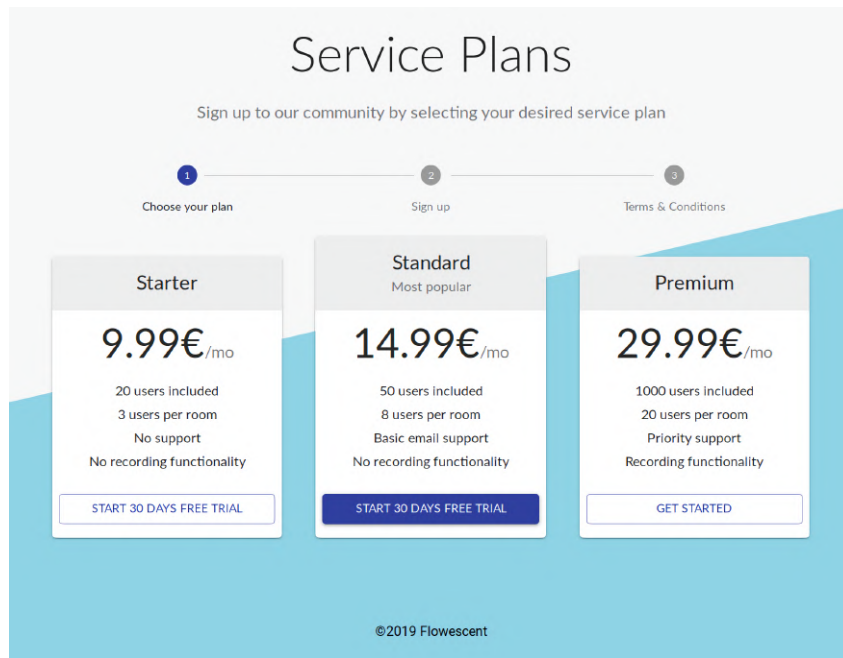 Service Plans
Sign up to our community by selecting your desired service plan
1
2
3
Choose your plan
Sign up
Terms & Conditions
Starter
9.99€/mo
20 users included
3 users per room
No support
No recording functionality
START 30 DAYS FREE TRIAL
Standard
Most popular
14.99€/mo
50 users included
8 users per room
Basic email support
No recording functionality
START 30 DAYS FREE TRIAL
Premium
29.99€/mo
1000 users included
20 users per room
Priority support
Recording functionality
GET STARTED
©2019 Flowescent